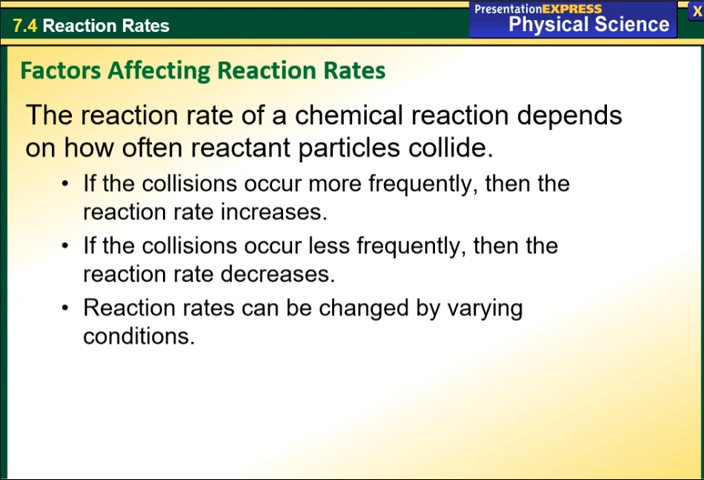 7.4 Reaction Rates
PresentationEXPRESS
Physical Science
X
Factors Affecting Reaction Rates
The reaction rate of a chemical reaction depends
on how often reactant particles collide.
• If the collisions occur more frequently, then the
reaction rate increases.
• If the collisions occur less frequently, then the
reaction rate decreases.
• Reaction rates can be changed by varying
conditions.